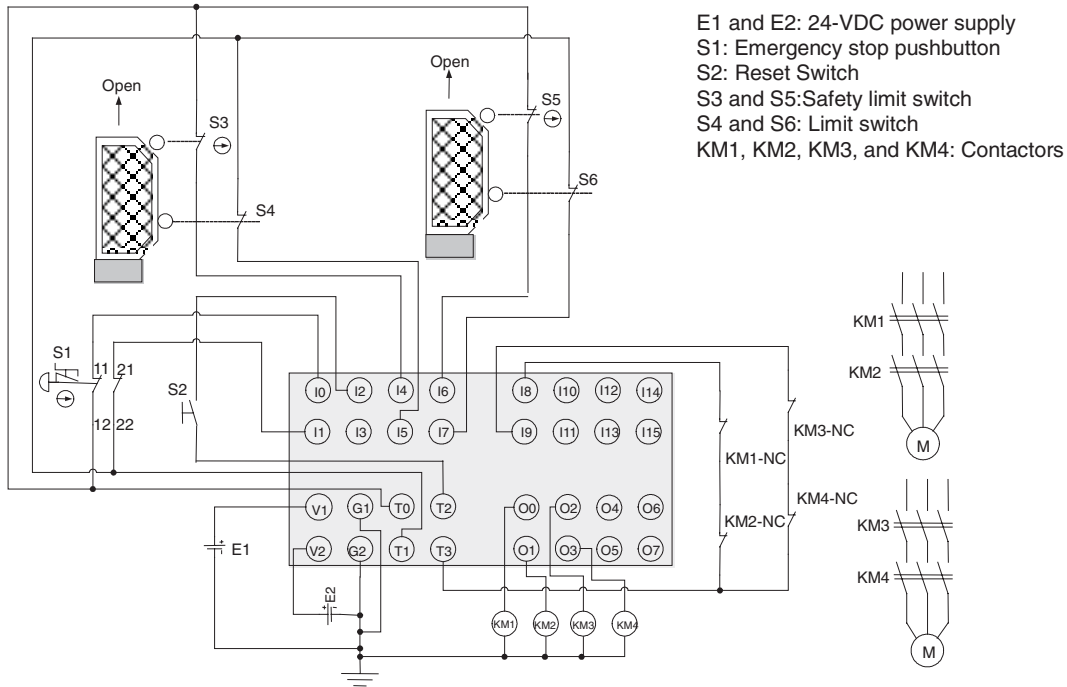 E1 and E2: 24-VDC power supply
S1: Emergency stop pushbutton
S2: Reset Switch
S3 and S5:Safety limit switch
S4 and S6: Limit switch
KM1, KM2, KM3, and KM4: Contactors
Open
Open
S3
S5
S4
S6
S1
11 21
12 22
S2
I0 I2 I4 I6 I8 I10 I12 I14
I1 I3 I5 I7 I9 I11 I13 I15
V1 G1 T0 T2 O0 O2 O4 O6
V2 G2 T1 T3 O1 O3 O5 O7
E1
E2
KM1 KM2 KM3 KM4
KM1-NC
KM2-NC
KM3-NC
KM4-NC
KM1
KM2
M
KM3
KM4
M